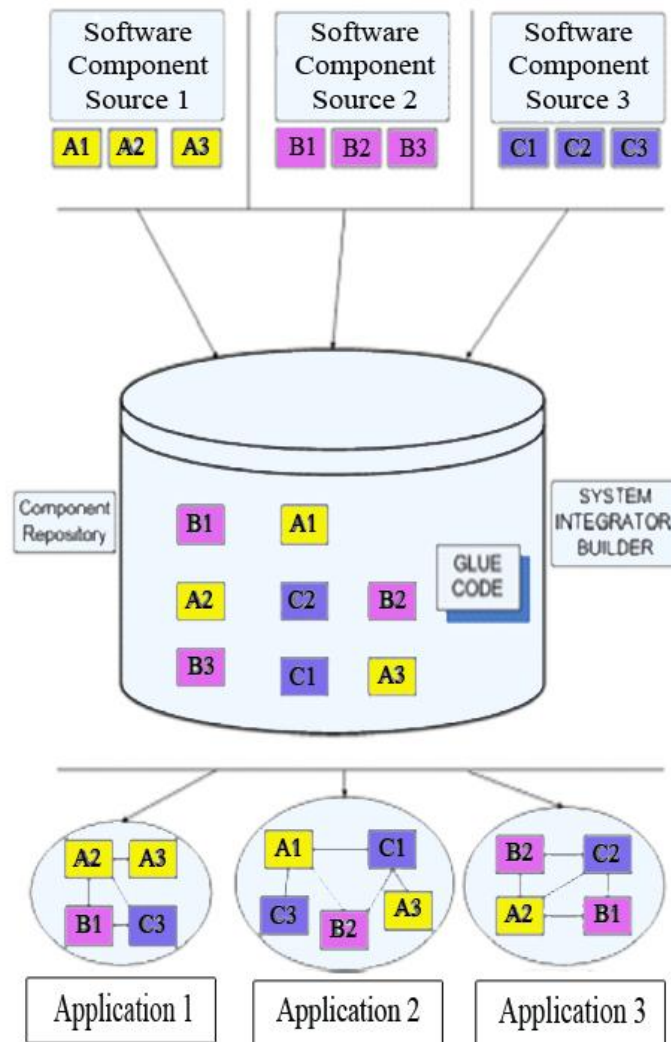 Software
Component
Source 1
Software
Component
Source 2
Software
Component
Source 3
A1 A2 A3
B1 B2 B3
C1 C2 C3
Component
Repository
SYSTEM
INTEGRATOR
BUILDER
B1 A1
GLUE
CODE
A2 C2 B2
B3 C1 A3
A2 A3
B1 C3
A1 C1
C3 B2 A3
B2 C2
A2 B1
Application 1
Application 2
Application 3